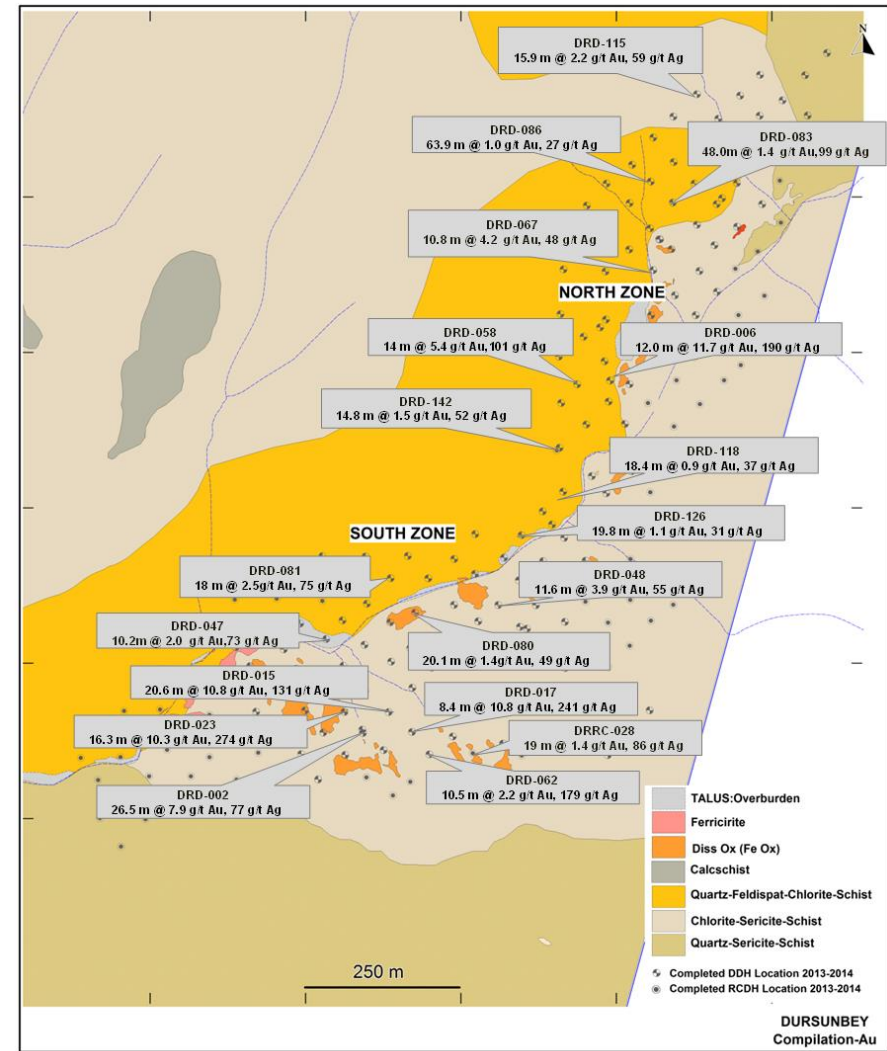 DRD-115
15.9 m @ 2.2 g/t Au, 59 g/t Ag
N
DRD-086
63.9 m @ 1.0 g/t Au, 27 g/t Ag
DRD-083
48.0m @ 1.4 g/t Au,99 g/t Ag
DRD-067
10.8 m @ 4.2 g/t Au, 48 g/t Ag
NORTH ZONE
DRD-058
14 m @ 5.4 g/t Au,101 g/t Ag
DRD-006
12.0 m @ 11.7 g/t Au, 190 g/t Ag
DRD-142
14.8 m @ 1.5 g/t Au, 52 g/t Ag
DRD-118
18.4 m @ 0.9 g/t Au, 37 g/t Ag
DRD-126
19.8 m @ 1.1 g/t Au, 31 g/t Ag
SOUTH ZONE
DRD-081
18 m @ 2.5g/t Au, 75 g/t Ag
DRD-048
11.6 m @ 3.9 g/t Au, 55 g/t Ag
DRD-047
10.2m @ 2.0 g/t Au,73 g/t Ag
DRD-080
20.1 m @ 1.4g/t Au, 49 g/t Ag
DRD-015
20.6 m @ 10.8 g/t Au, 131 g/t Ag
DRD-017
8.4 m @ 10.8 g/t Au, 241 g/t Ag
DRD-023
16.3 m @ 10.3 g/t Au, 274 g/t Ag
DRRC-028
19 m @ 1.4 g/t Au, 86 g/t Ag
DRD-002
26.5 m @ 7.9 g/t Au, 77 g/t Ag
DRD-062
10.5 m @ 2.2 g/t Au, 179 g/t Ag
TALUS:Overburden
Ferricirite
Diss Ox (Fe Ox)
Calcschist
Quartz-Feldispat-Chlorite-Schist
Chlorite-Sericite-Schist
Quartz-Sericite-Schist
Completed DDH Location 2013-2014
Completed RCDH Location 2013-2014
250 m
DURSUNBEY
Compilation-Au